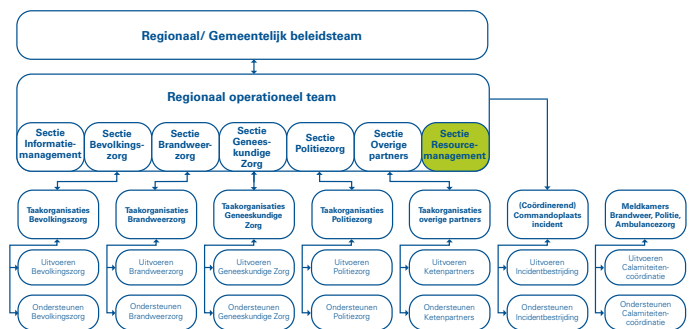 Regionaal/ Gemeentelijk beleidsteam
Regionaal operationeel team
Sectie
Informatie-
management
Sectie
Bevolkings-
zorg
Sectie
Brandweer-
zorg
Sectie
Genees-
kundige
Zorg
Sectie
Politiezorg
Sectie
Overige
partners
Sectie
Resource-
management
Taakorganisaties
Bevolkingszorg
Taakorganisaties
Brandweerzorg
Taakorganisaties
Geneeskundige
Zorg
Taakorganisaties
Politiezorg
Taakorganisaties
overige partners
(Coördinerend)
Commandoplaats
incident
Meldkamers
Brandweer, Politie,
Ambulancezorg
Uitvoeren
Bevolkingszorg
Uitvoeren
Brandweerzorg
Uitvoeren
Geneeskundige Zorg
Uitvoeren
Politiezorg
Uitvoeren
Ketenpartners
Uitvoeren
Incidentbestrijding
Uitvoeren
Calamiteiten-
coördinatie
Ondersteunen
Bevolkingszorg
Ondersteunen
Brandweerzorg
Ondersteunen
Geneeskundige Zorg
Ondersteunen
Politiezorg
Ondersteunen
Ketenpartners
Ondersteunen
Incidentbestrijding
Ondersteunen
Calamiteiten-
coördinatie